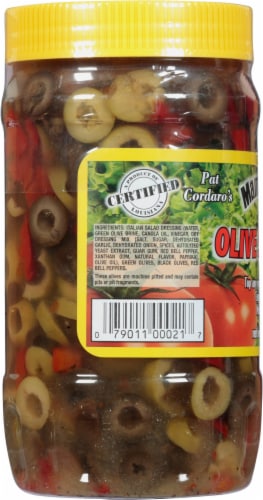 A PRODUCT OF
CERTIFIED
LOUISIANA
Pat
Cordaro's
OLIVE
INGREDIENTS: ITALIAN SALAD DRESSING (WATER,
GREEN OLIVE BRINE, CANOLA OIL, VINEGAR, DRY
DRESSING MIX (SALT, SUGAR, DEHYDRATED
GARLIC, DEHYDRATED ONION, SPICES, AUTOLYZED
YEAST EXTRACT, GUAR GUM, RED BELL PEPPER,
XANTHAN GUM, NATURAL FLAVOR, PAPRIKA,
OLIVE OIL), GREEN OLIVES, BLACK OLIVES, RED
BELL PEPPERS.
These olives are machine pitted and may contain
pits or pit fragments.
0 79011 00021 7